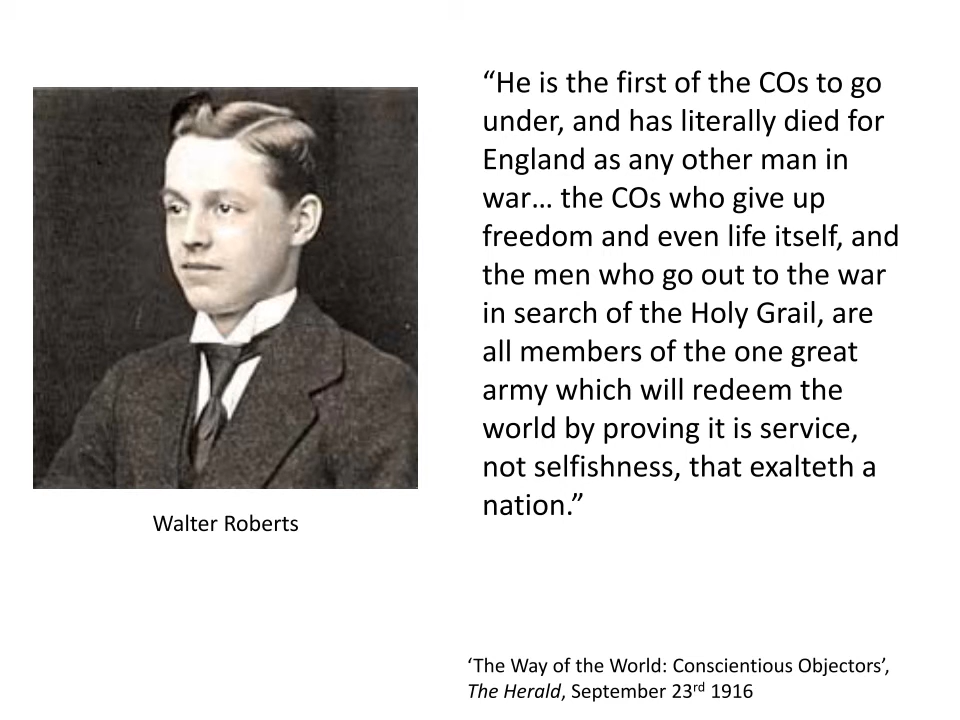 “He is the first of the COs to go
under, and has literally died for
England as any other man in
war… the COs who give up
freedom and even life itself, and
the men who go out to the war
in search of the Holy Grail, are
all members of the one great
army which will redeem the
world by proving it is service,
not selfishness, that exalteth a
nation.”
Walter Roberts
‘The Way of the World: Conscientious Objectors’,
The Herald, September 23rd 1916